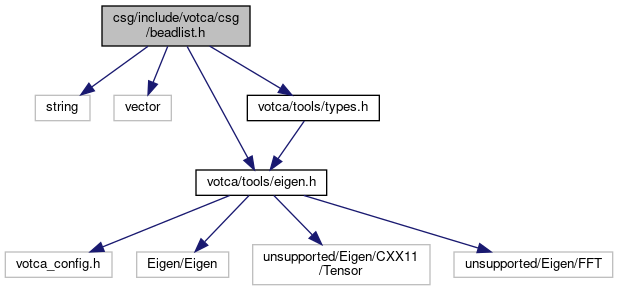 csg/include/votca/csg
/beadlist.h
string
vector
votca/tools/types.h
votca/tools/eigen.h
votca_config.h
Eigen/Eigen
unsupported/Eigen/CXX11
/Tensor
unsupported/Eigen/FFT